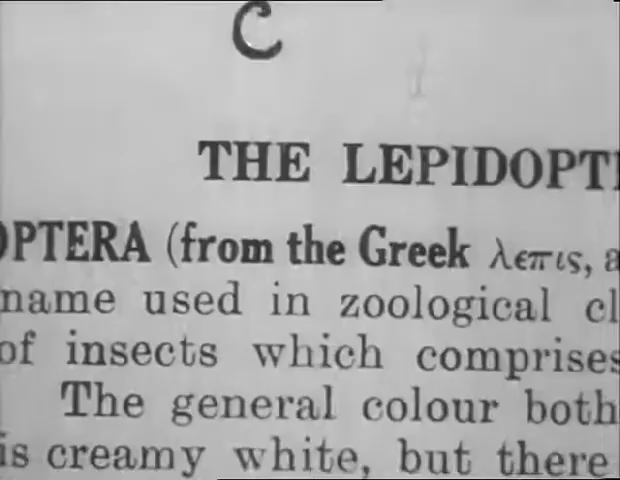 C
THE LEPIDOPT
OPTERA (from the Greek λεπις, a
name used in zoological cl
of insects which comprises
The general colour both
is creamy white, but there